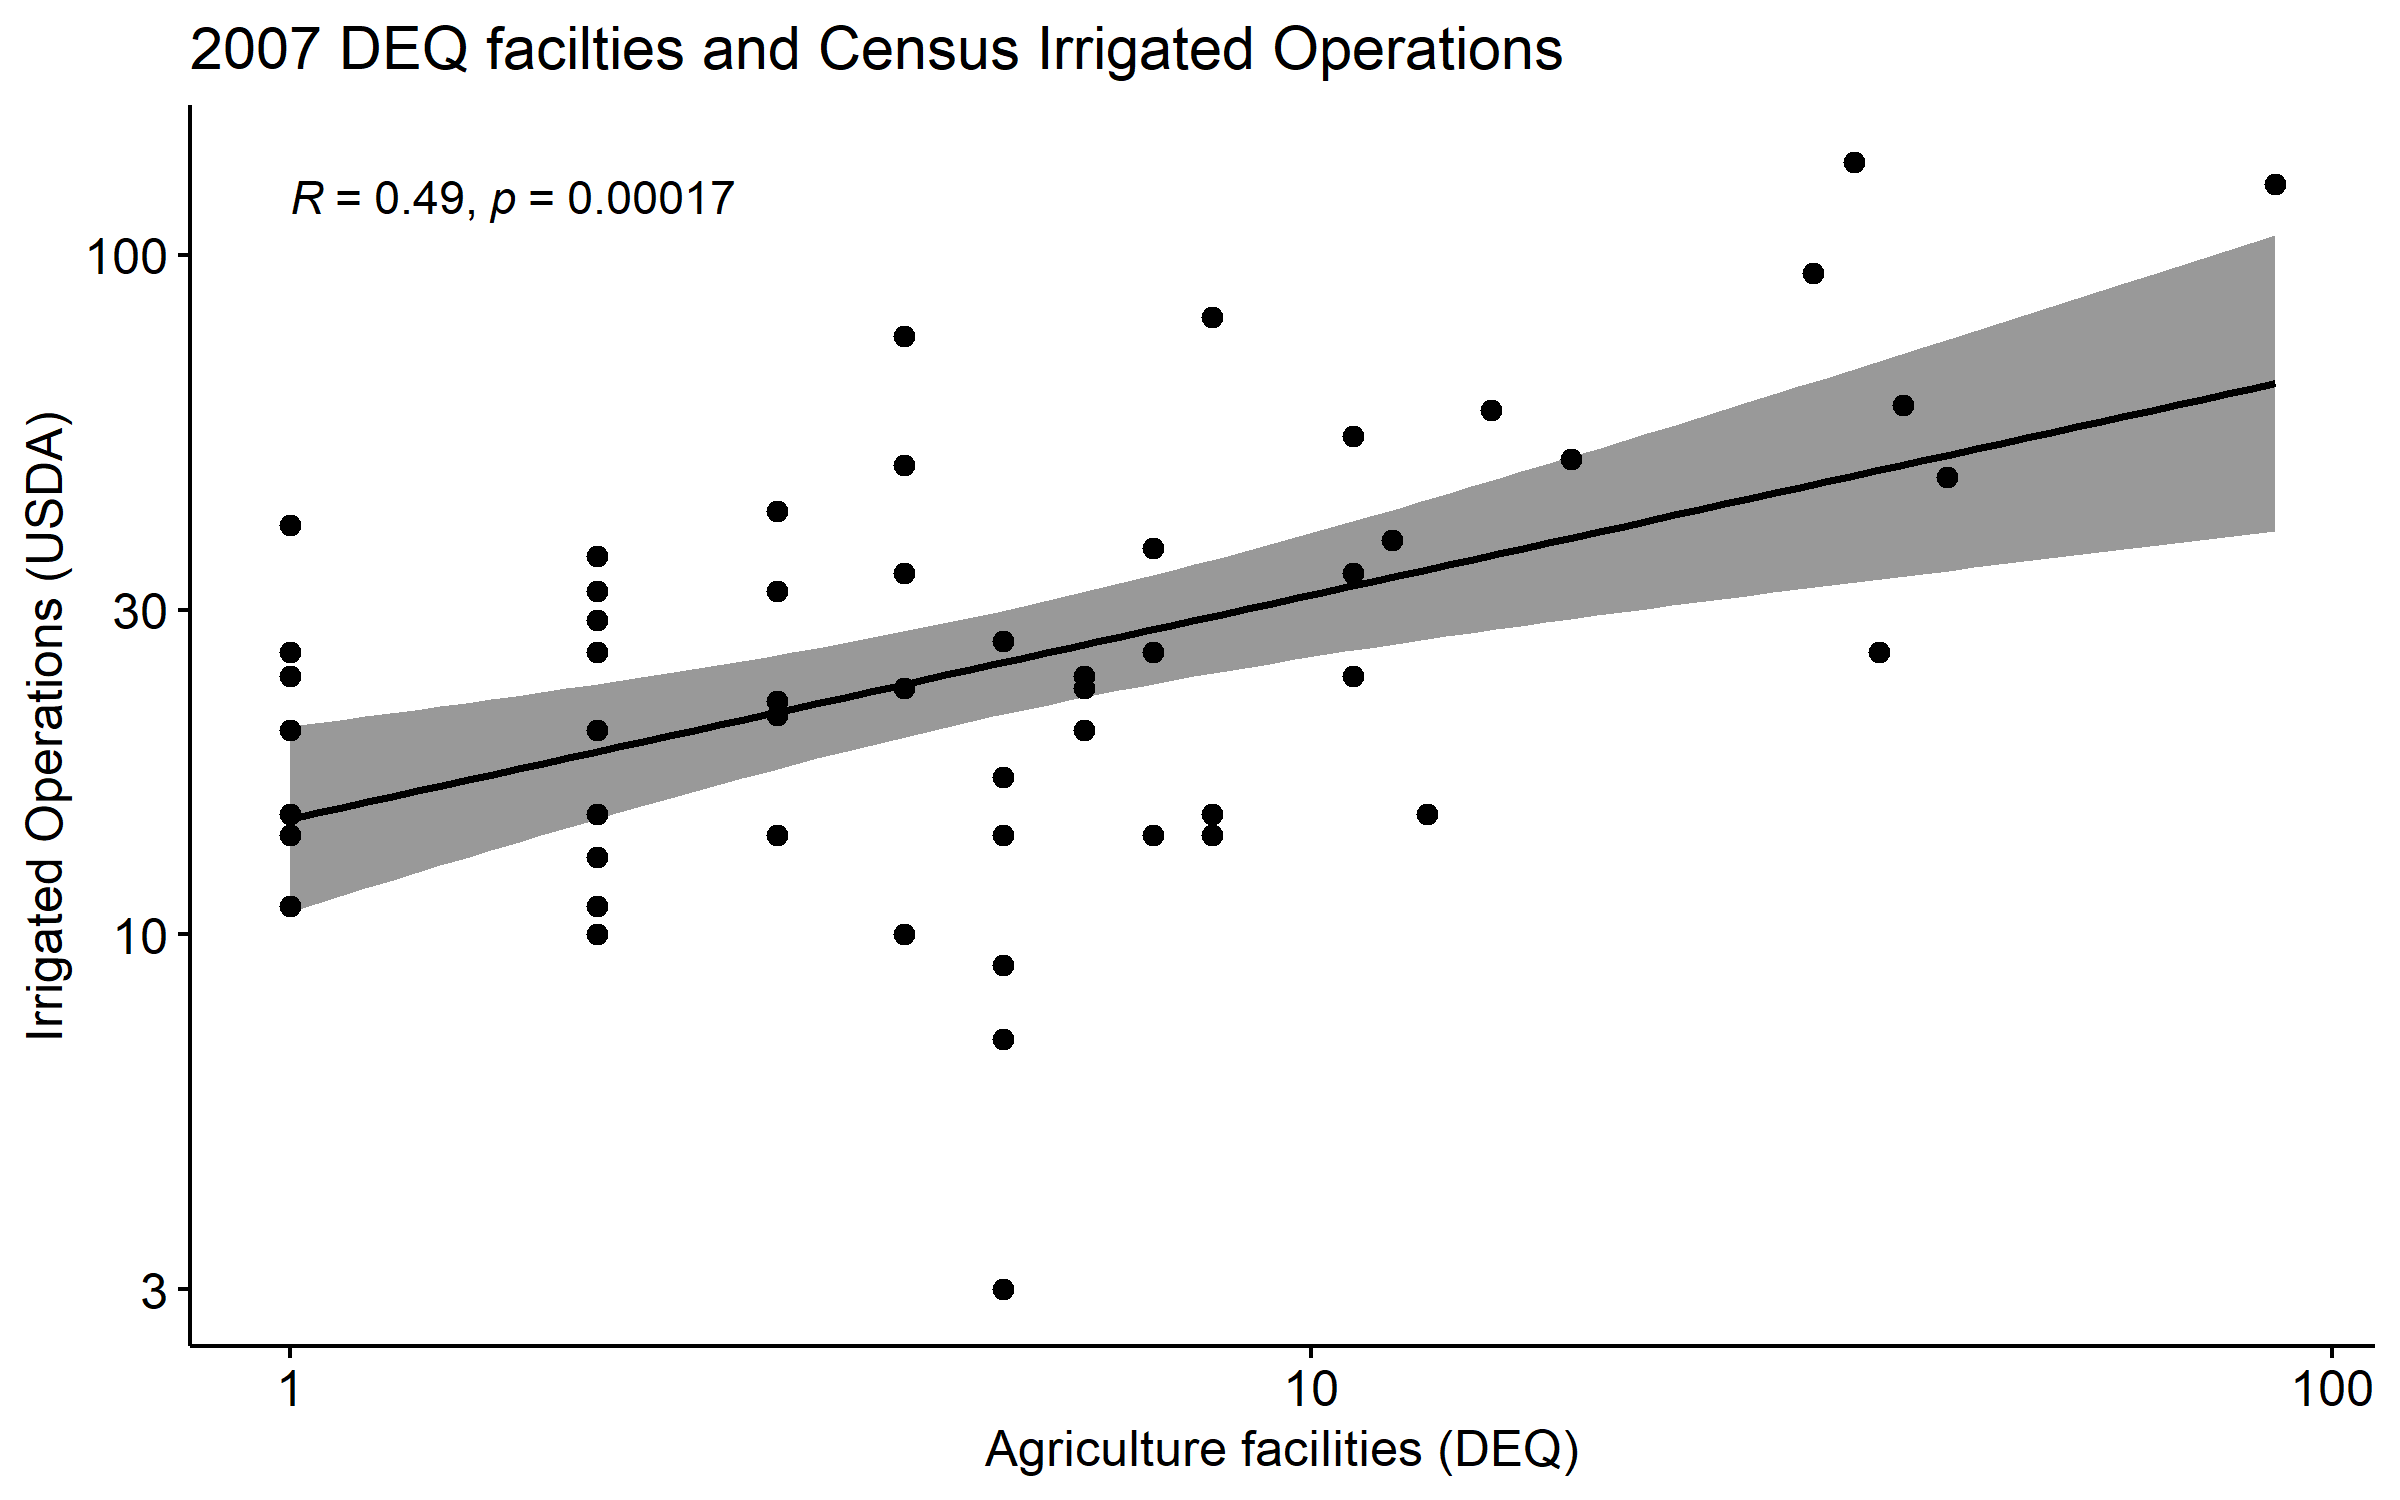 2007 DEQ facilties and Census Irrigated Operations
R = 0.49, p = 0.00017
100
30
10
3
Irrigated Operations (USDA)
1
10
100
Agriculture facilities (DEQ)